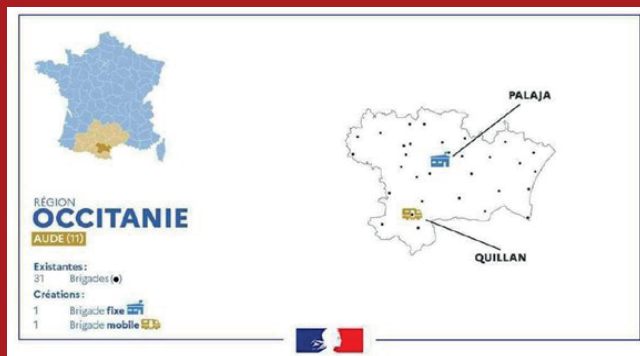 PALAJA
RÉGION
OCCITANIE
AUDE (11)
QUILLAN
Existantes :
31 Brigades (●)
Créations :
1 Brigade fixe
1 Brigade mobile